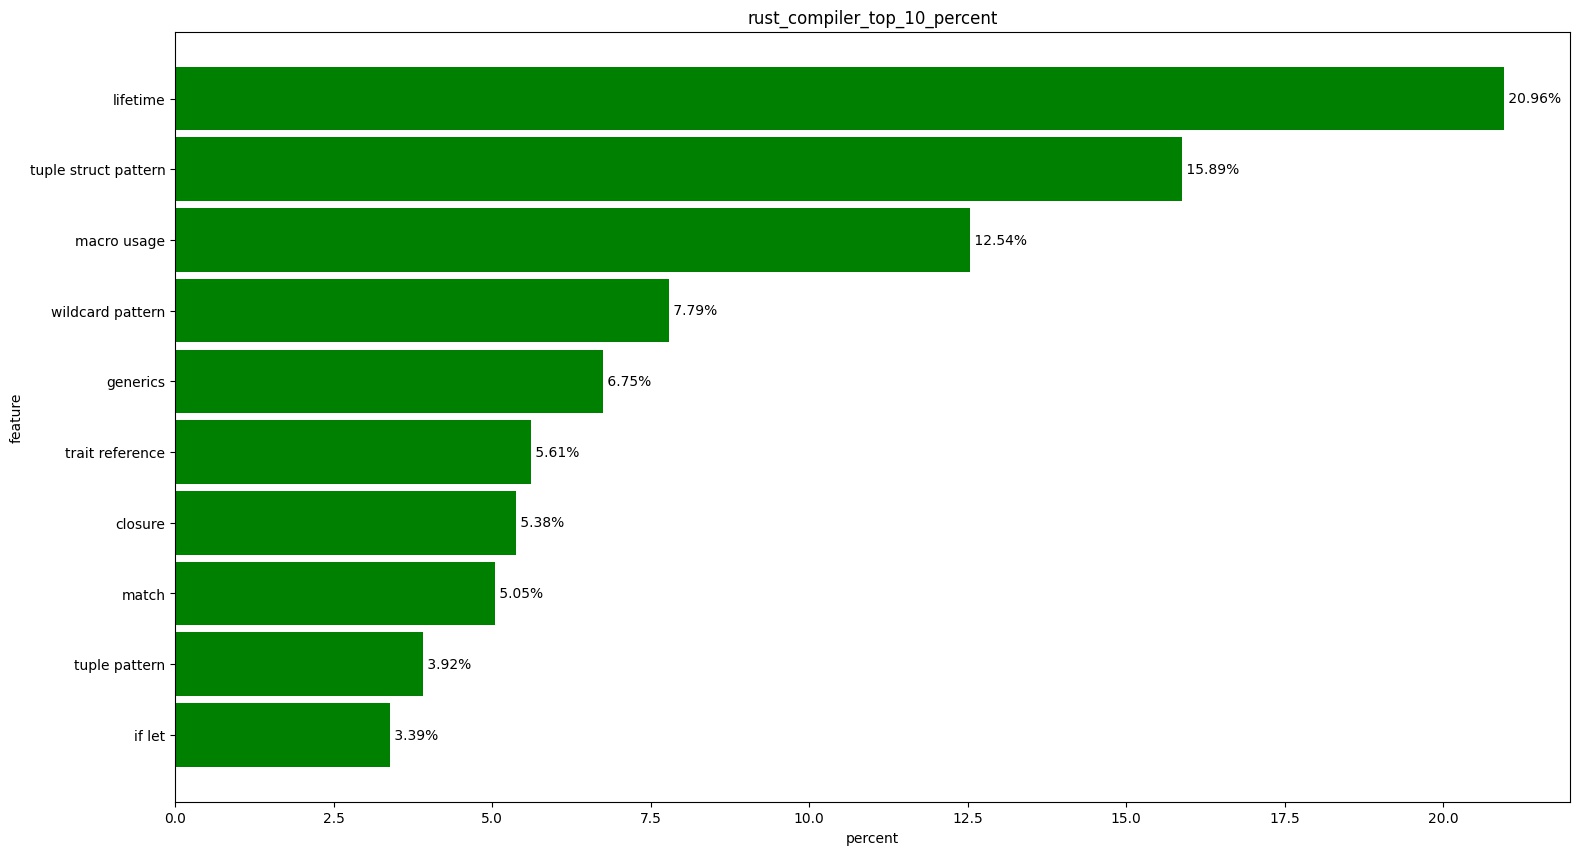 rust_compiler_top_10_percent
feature
lifetime 20.96%
tuple struct pattern 15.89%
macro usage 12.54%
wildcard pattern 7.79%
generics 6.75%
trait reference 5.61%
closure 5.38%
match 5.05%
tuple pattern 3.92%
if let 3.39%
0.0 2.5 5.0 7.5 10.0 12.5 15.0 17.5 20.0
percent